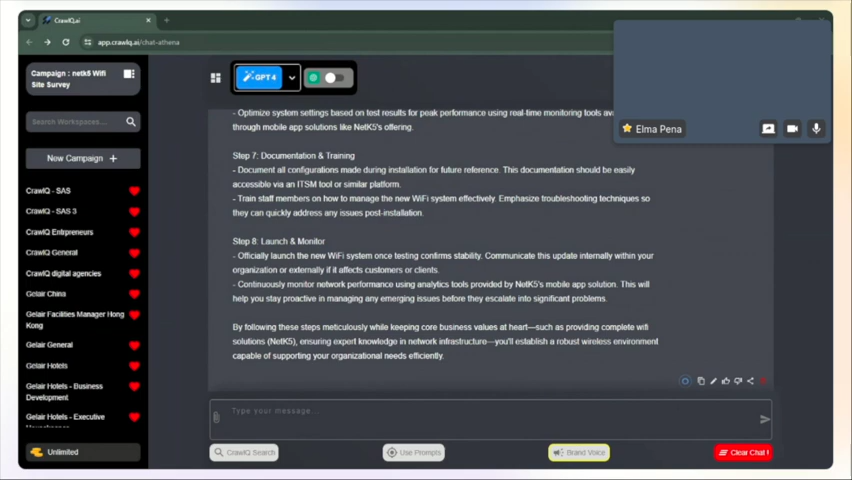 CrawlQ.ai
app.crawlq.ai/chat-athena
Campaign : netk5 Wifi
Site Survey
GPT4
Search Workspaces...
New Campaign +
CrawlQ - SAS
CrawlQ - SAS 3
CrawlQ Entrpreneurs
CrawlQ General
CrawlQ digital agencies
Gelair China
Gelair Facilities Manager Hong
Kong
Gelair General
Gelair Hotels
Gelair Hotels - Business
Development
Gelair Hotels - Executive
Unlimited
Elma Pena
- Optimize system settings based on test results for peak performance using real-time monitoring tools
through mobile app solutions like NetK5's offering.
Step 7: Documentation & Training
- Document all configurations made during installation for future reference. This documentation should be easily
accessible via an ITSM tool or similar platform.
- Train staff members on how to manage the new WiFi system effectively. Emphasize troubleshooting techniques so
they can quickly address any issues post-installation.
Step 8: Launch & Monitor
- Officially launch the new WiFi system once testing confirms stability. Communicate this update internally within your
organization or externally if it affects customers or clients.
- Continuously monitor network performance using analytics tools provided by NetK5's mobile app solution. This will
help you stay proactive in managing any emerging issues before they escalate into significant problems.
By following these steps meticulously while keeping core business values at heart—such as providing complete wifi
solutions (NetK5), ensuring expert knowledge in network infrastructure—you'll establish a robust wireless environment
capable of supporting your organizational needs efficiently.
Type your message...
CrawlQ Search
Use Prompts
Brand Voice
Clear Chat !